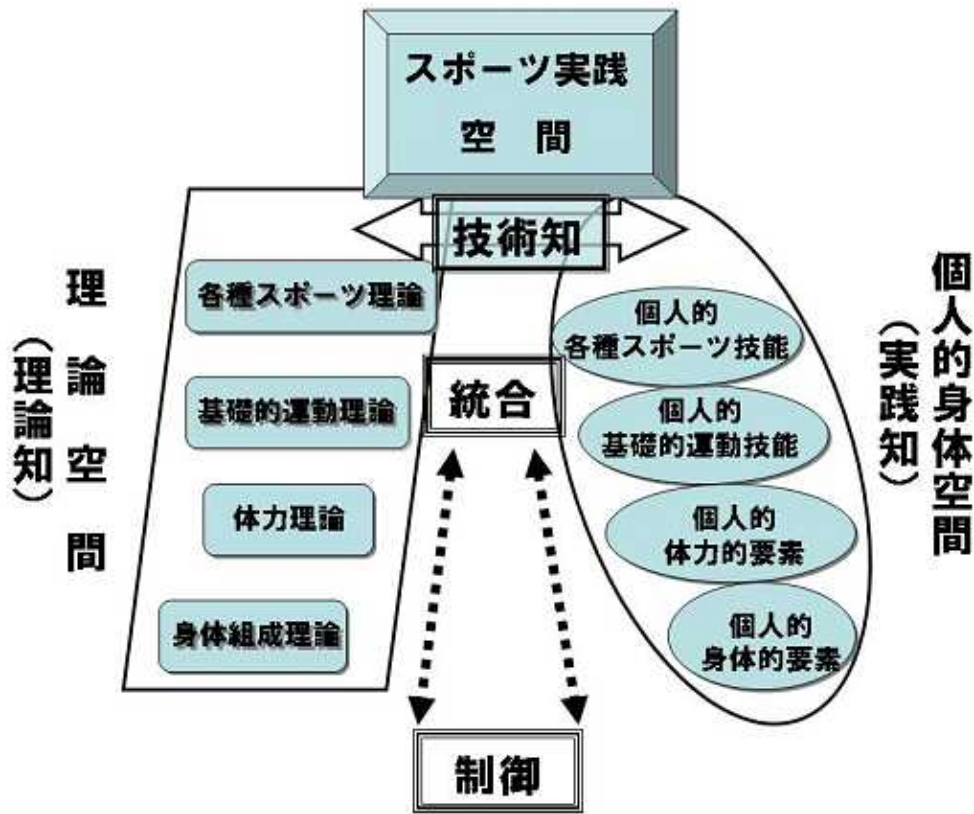 スポーツ実践
空 間
技術知
理論空間
（理論知）
各種スポーツ理論
基礎的運動理論
体力理論
身体組成理論
統合
制御
個人的
各種スポーツ技能
個人的
基礎的運動技能
個人的
体力的要素
個人的
身体的要素
個人的身体空間
（実践知）